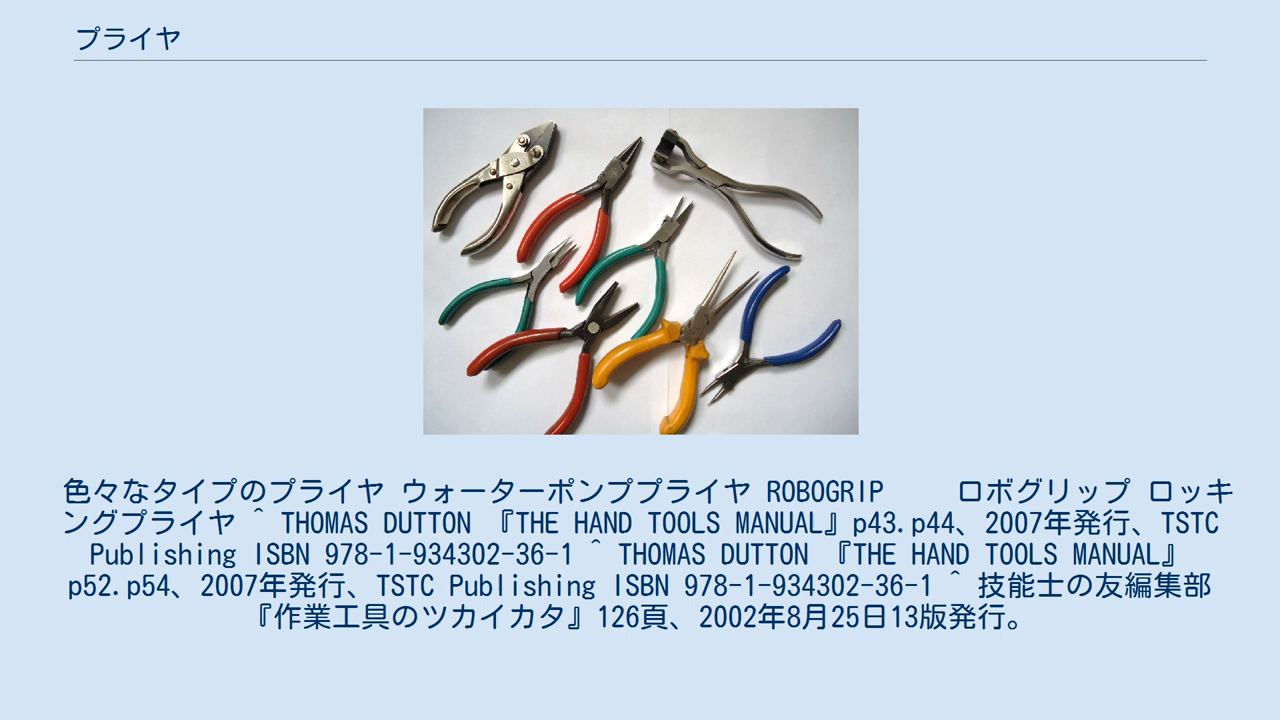 プライヤ
色々なタイプのプライヤ ウォーターポンププライヤ ROBOGRIP ロボグリップ ロッキ
ングプライヤ ^ THOMAS DUTTON 『THE HAND TOOLS MANUAL』p43.p44、2007年発行、TSTC
Publishing ISBN 978-1-934302-36-1 ^ THOMAS DUTTON 『THE HAND TOOLS MANUAL』
p52.p54、2007年発行、TSTC Publishing ISBN 978-1-934302-36-1 ^ 技能士の友編集部
『作業工具のツカイカタ』126頁、2002年8月25日13版発行。